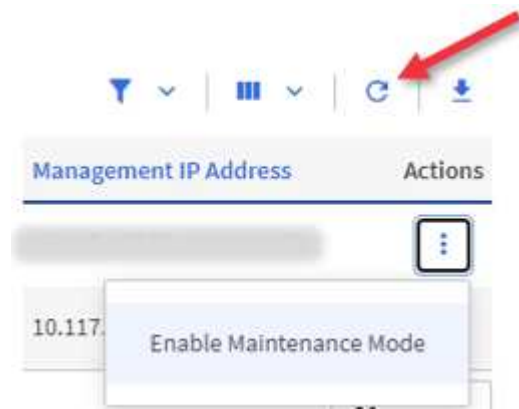 Management IP Address Actions
10.117.
Enable Maintenance Mode